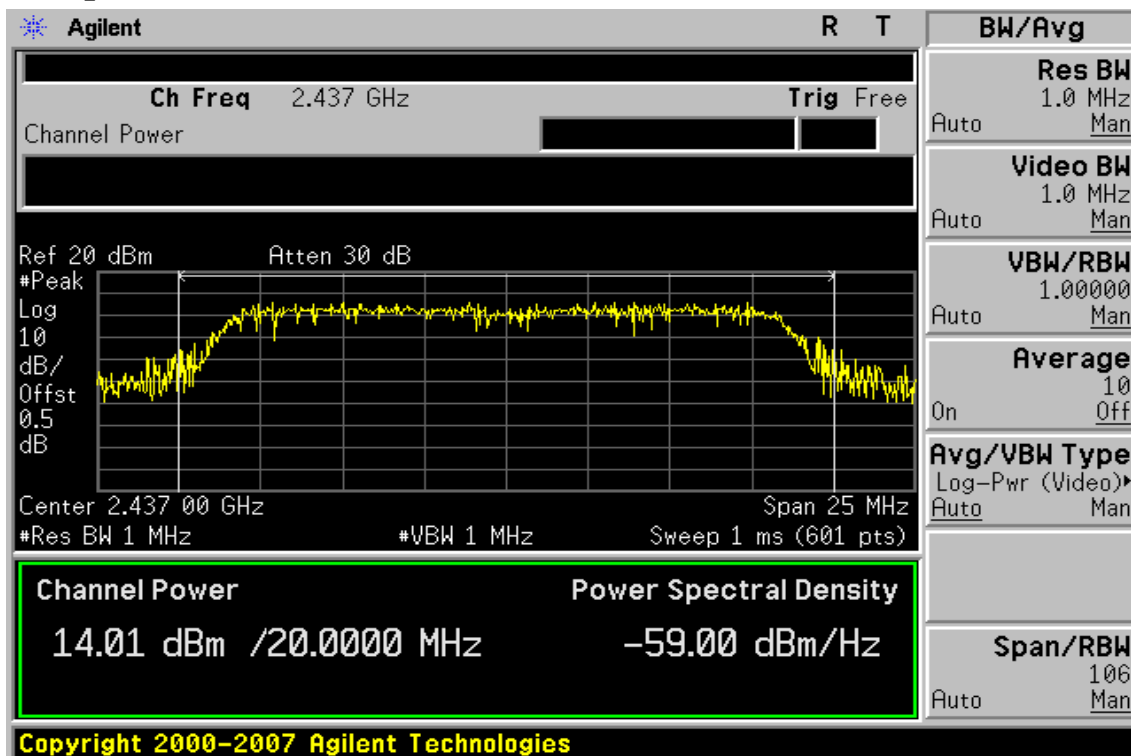 Agilent R T BW/Avg
Ch Freq 2.437 GHz Trig Free
Channel Power
Ref 20 dBm Atten 30 dB
#Peak
Log
10
dB/
Offst
0.5
dB
Center 2.437 00 GHz Span 25 MHz
#Res BW 1 MHz #VBW 1 MHz Sweep 1 ms (601 pts)
Channel Power Power Spectral Density
14.01 dBm /20.0000 MHz -59.00 dBm/Hz
Res BW
1.0 MHz
Auto Man
Video BW
1.0 MHz
Auto Man
VBW/RBW
1.00000
Auto Man
Average
10
On Off
Avg/VBW Type
Log-Pwr (Video)▸
Auto Man
Span/RBW
106
Auto Man
Copyright 2000-2007 Agilent Technologies